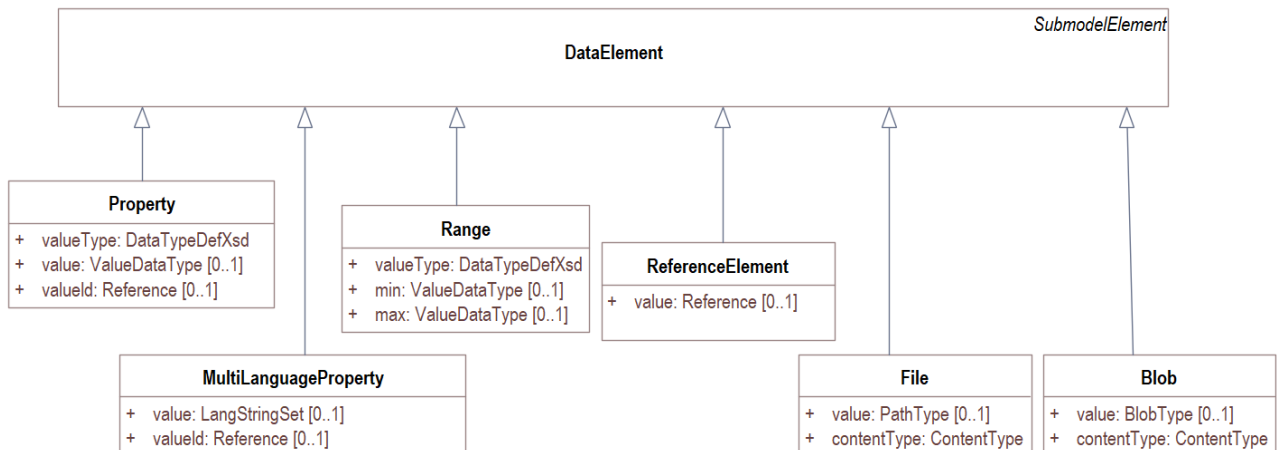 SubmodelElement
DataElement
Property
+ valueType: DataTypeDefXsd
+ value: ValueDataType [0..1]
+ valueId: Reference [0..1]
Range
+ valueType: DataTypeDefXsd
+ min: ValueDataType [0..1]
+ max: ValueDataType [0..1]
ReferenceElement
+ value: Reference [0..1]
MultiLanguageProperty
+ value: LangStringSet [0..1]
+ valueId: Reference [0..1]
File
+ value: PathType [0..1]
+ contentType: ContentType
Blob
+ value: BlobType [0..1]
+ contentType: ContentType